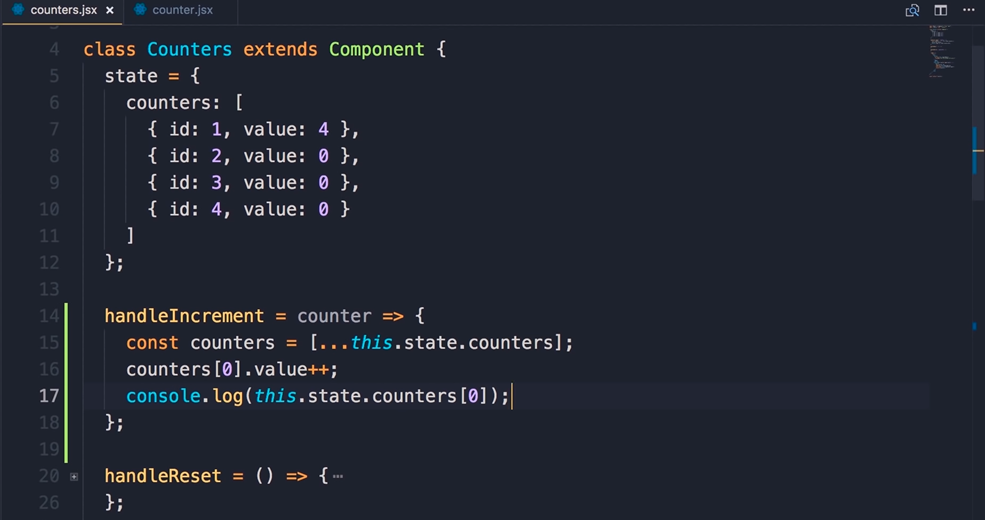 counters.jsx × counter.jsx
4 class Counters extends Component {
5 state = {
6 counters: [
7 { id: 1, value: 4 },
8 { id: 2, value: 0 },
9 { id: 3, value: 0 },
10 { id: 4, value: 0 }
11 ]
12 };
13
14 handleIncrement = counter => {
15 const counters = [...this.state.counters];
16 counters[0].value++;
17 console.log(this.state.counters[0]);
18 };
19
20 handleReset = () => {⋯
26 };